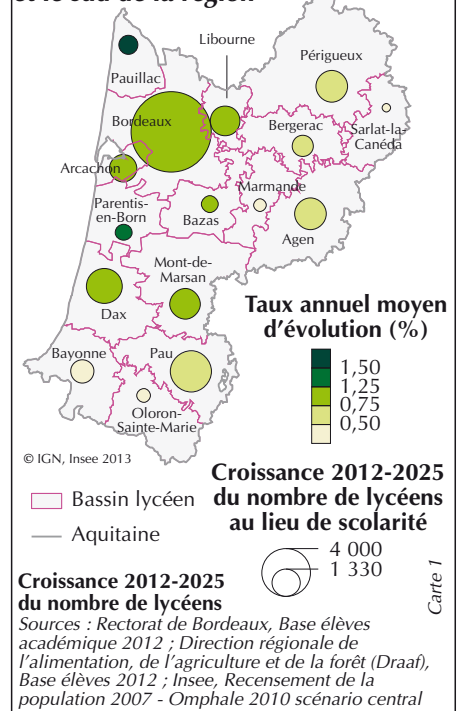 et le sud de la région
Libourne
Périgueux
Pauillac
Bordeaux
Bergerac
Sarlat-la-
Canéda
Arcachon
Marmande
Parentis-
en-Born
Bazas
Agen
Mont-de-
Marsan
Dax
Bayonne
Pau
Oloron-
Sainte-Marie
Taux annuel moyen
d'évolution (%)
1,50
1,25
0,75
0,50
© IGN, Insee 2013
Bassin lycéen
Aquitaine
Croissance 2012-2025
du nombre de lycéens
au lieu de scolarité
4 000
1 330
Carte 1
Croissance 2012-2025
du nombre de lycéens
Sources : Rectorat de Bordeaux, Base élèves
académique 2012 ; Direction régionale de
l'alimentation, de l'agriculture et de la forêt (Draaf),
Base élèves 2012 ; Insee, Recensement de la
population 2007 - Omphale 2010 scénario central